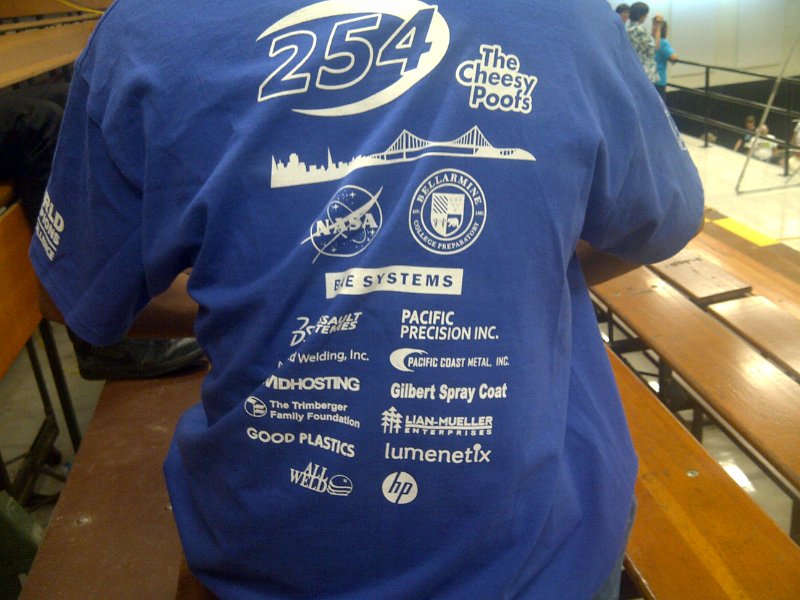 254
The
Cheesy
Poofs
NASA
BELLARMINE
COLLEGE PREPARATORY
SYSTEMS
PACIFIC
PRECISION INC.
Welding, Inc.
PACIFIC COAST METAL, INC.
Gilbert Spray Coat
The Trimberger
Family Foundation
LIAN-MUELLER
ENTERPRISES
GOOD PLASTICS
lumenetix
ALL
WELD
hp